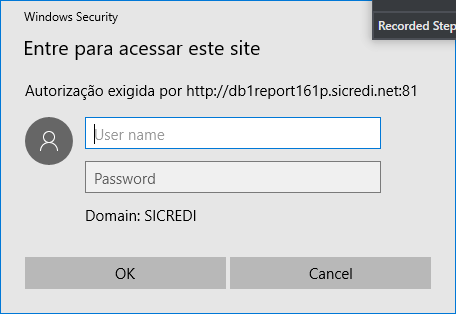 Windows Security
Recorded Step
Entre para acessar este site
Autorização exigida por http://db1report161p.sicredi.net:81
User name
Password
Domain: SICREDI
OK
Cancel